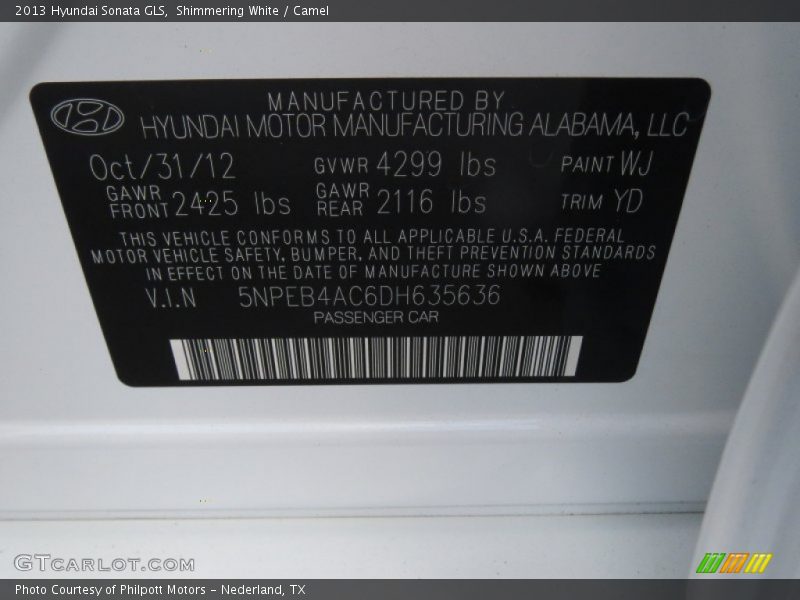 2013 Hyundai Sonata GLS, Shimmering White / Camel
MANUFACTURED BY
HYUNDAI MOTOR MANUFACTURING ALABAMA, LLC
Oct/31/12 GVWR 4299 lbs PAINT WJ
GAWR FRONT 2425 lbs GAWR REAR 2116 lbs TRIM YD
THIS VEHICLE CONFORMS TO ALL APPLICABLE U.S.A. FEDERAL
MOTOR VEHICLE SAFETY, BUMPER, AND THEFT PREVENTION STANDARDS
IN EFFECT ON THE DATE OF MANUFACTURE SHOWN ABOVE
V.I.N 5NPEB4AC6DH635636
PASSENGER CAR
GTCARLOT.COM
Photo Courtesy of Philpott Motors - Nederland, TX